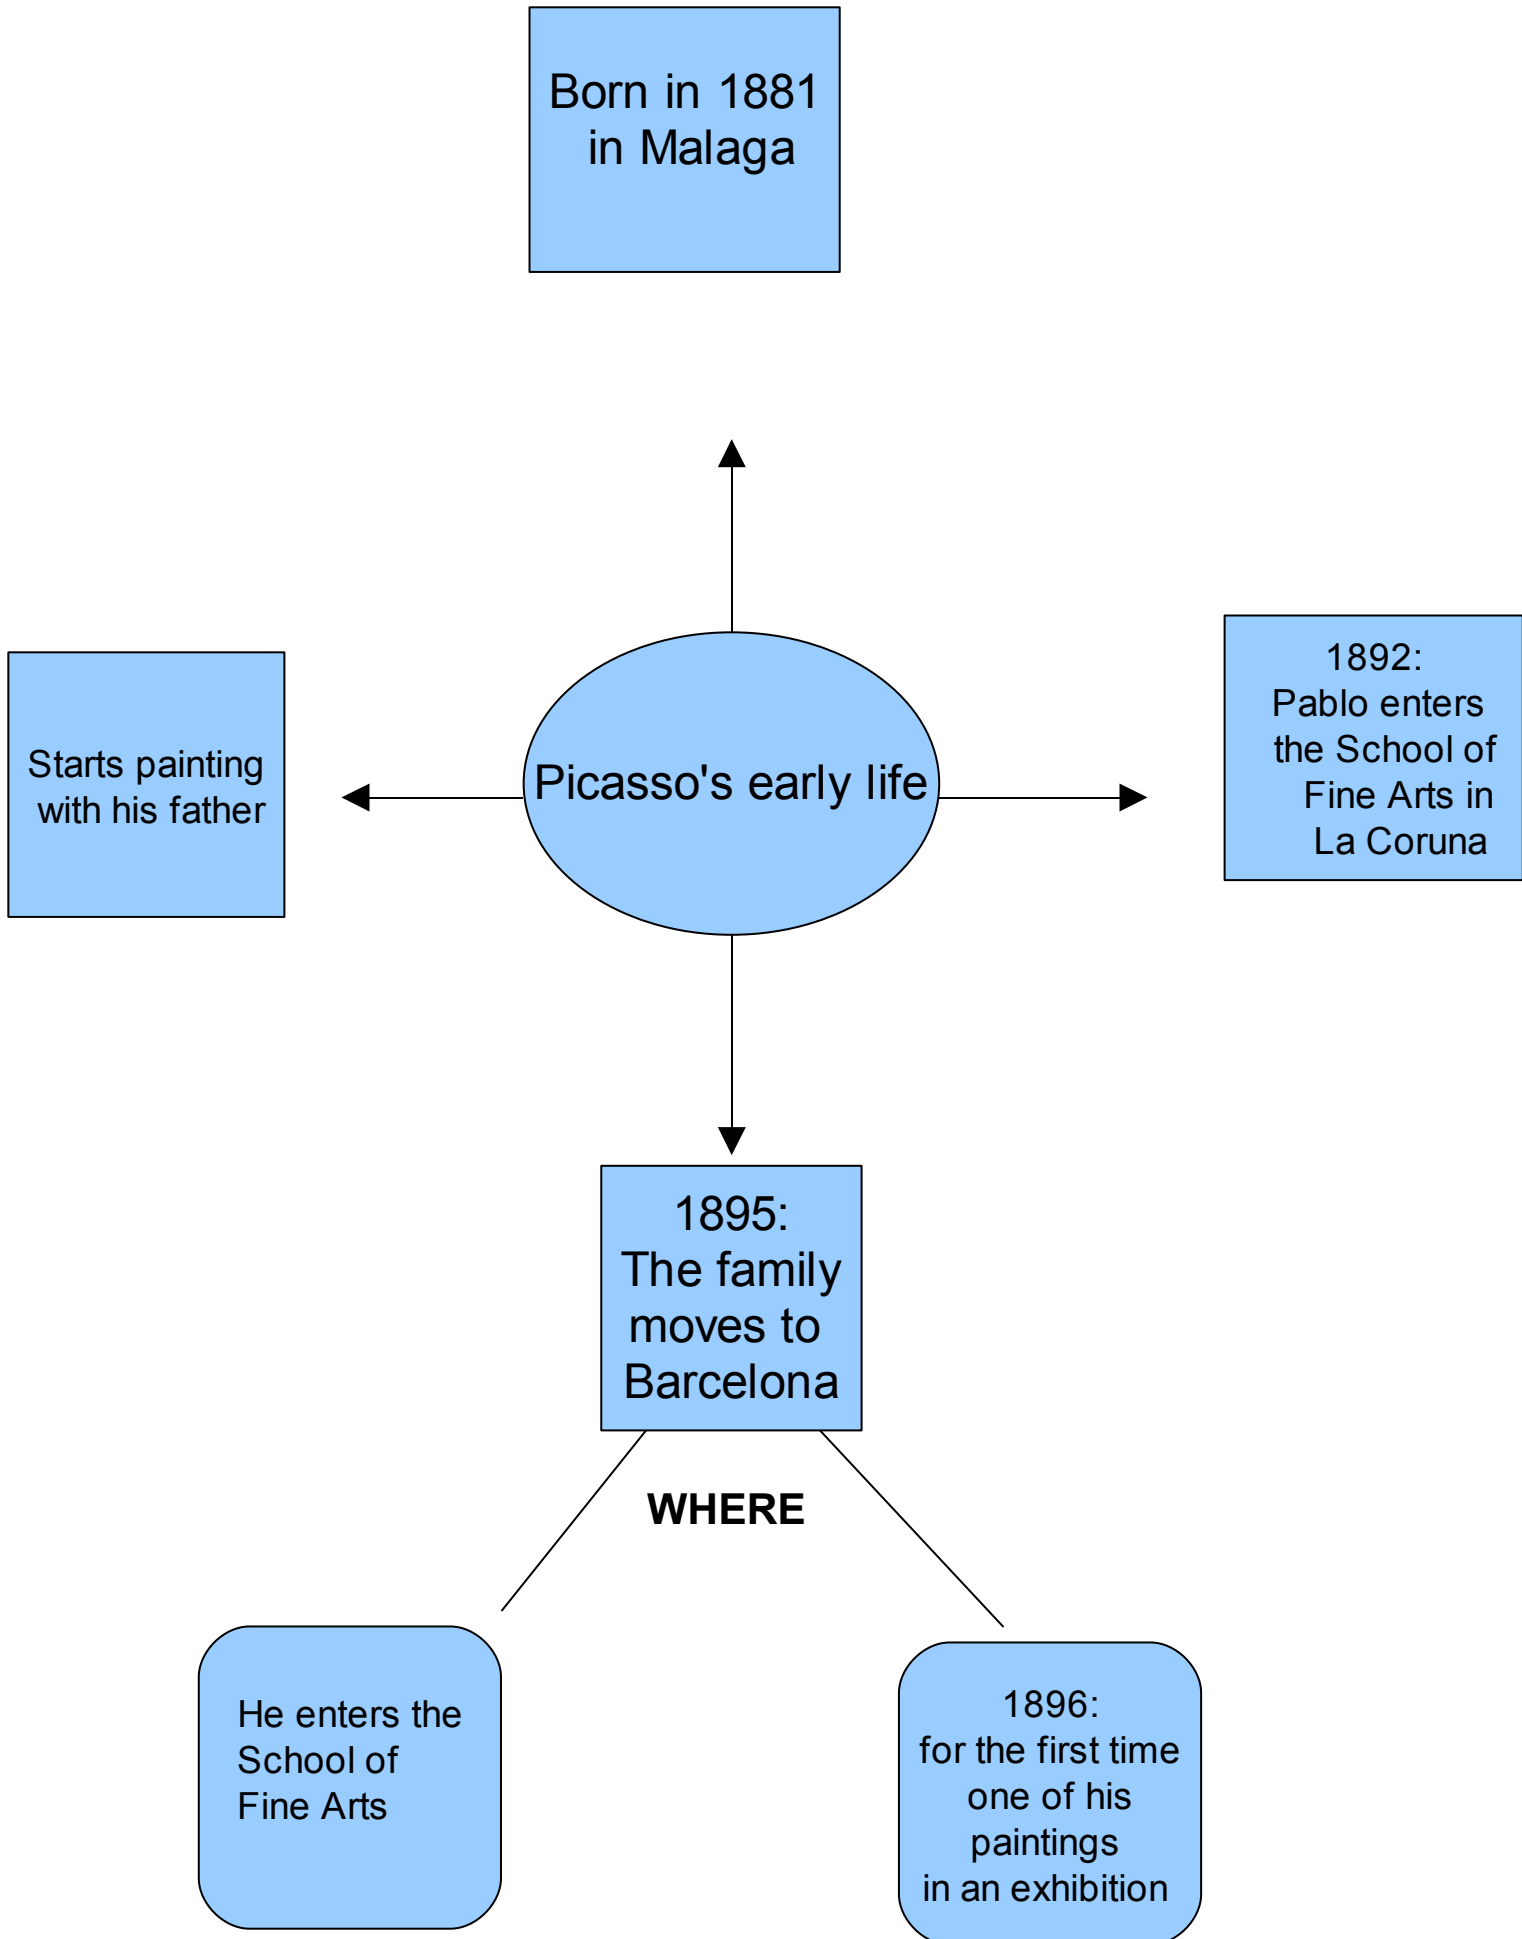 Born in 1881
in Malaga
Starts painting
with his father
Picasso's early life
1892:
Pablo enters
the School of
Fine Arts in
La Coruna
1895:
The family
moves to
Barcelona
WHERE
He enters the
School of
Fine Arts
1896:
for the first time
one of his
paintings
in an exhibition